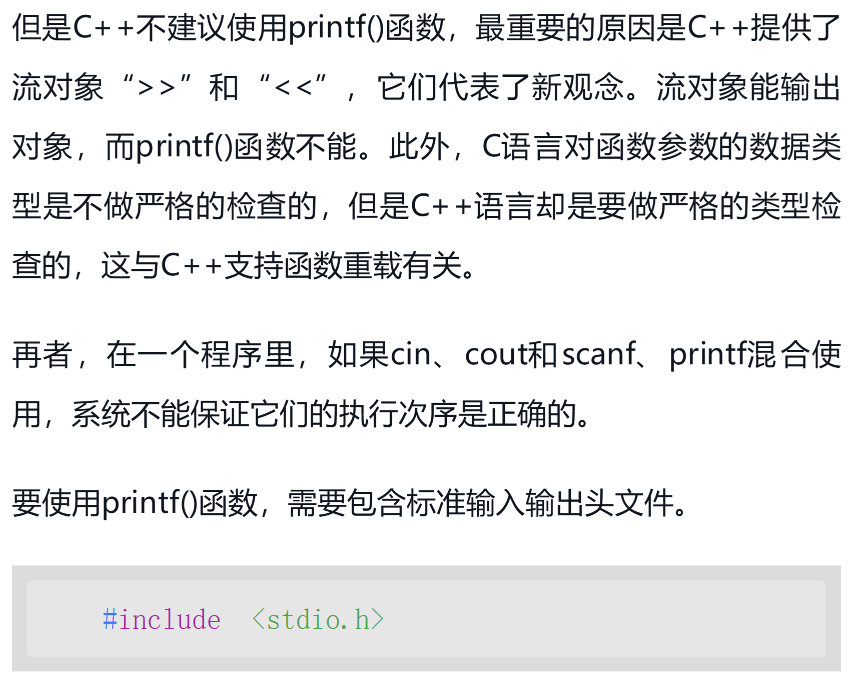 但是C++不建议使用printf()函数，最重要的原因是C++提供了
流对象“>>”和“<<”，它们代表了新观念。流对象能输出
对象，而printf()函数不能。此外，C语言对函数参数的数据类
型是不做严格的检查的，但是C++语言却是要做严格的类型检
查的，这与C++支持函数重载有关。
再者，在一个程序里，如果cin、cout和scanf、printf混合使
用，系统不能保证它们的执行次序是正确的。
要使用printf()函数，需要包含标准输入输出头文件。
#include <stdio.h>